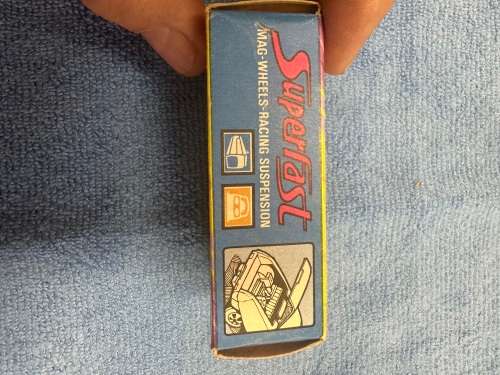 Superfast
MAG-WHEELS-RACING SUSPENSION